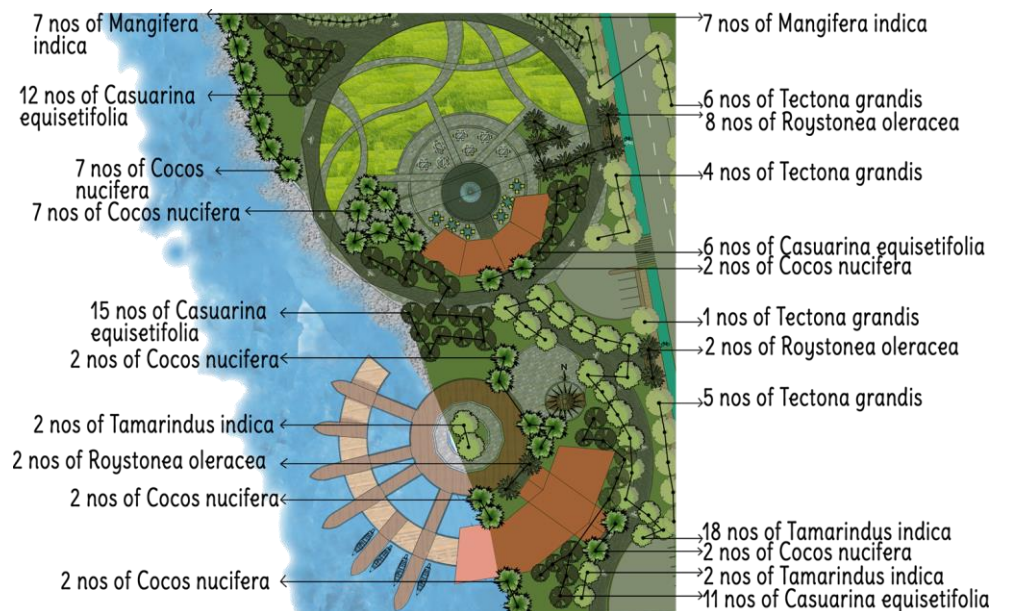 7 nos of Mangifera
indica
12 nos of Casuarina
equisetifolia
7 nos of Cocos
nucifera
7 nos of Cocos nucifera
15 nos of Casuarina
equisetifolia
2 nos of Cocos nucifera
2 nos of Tamarindus indica
2 nos of Roystonea oleracea
2 nos of Cocos nucifera
2 nos of Cocos nucifera
7 nos of Mangifera indica
6 nos of Tectona grandis
8 nos of Roystonea oleracea
4 nos of Tectona grandis
6 nos of Casuarina equisetifolia
2 nos of Cocos nucifera
1 nos of Tectona grandis
2 nos of Roystonea oleracea
5 nos of Tectona grandis
18 nos of Tamarindus indica
2 nos of Cocos nucifera
2 nos of Tamarindus indica
11 nos of Casuarina equisetifolia
N